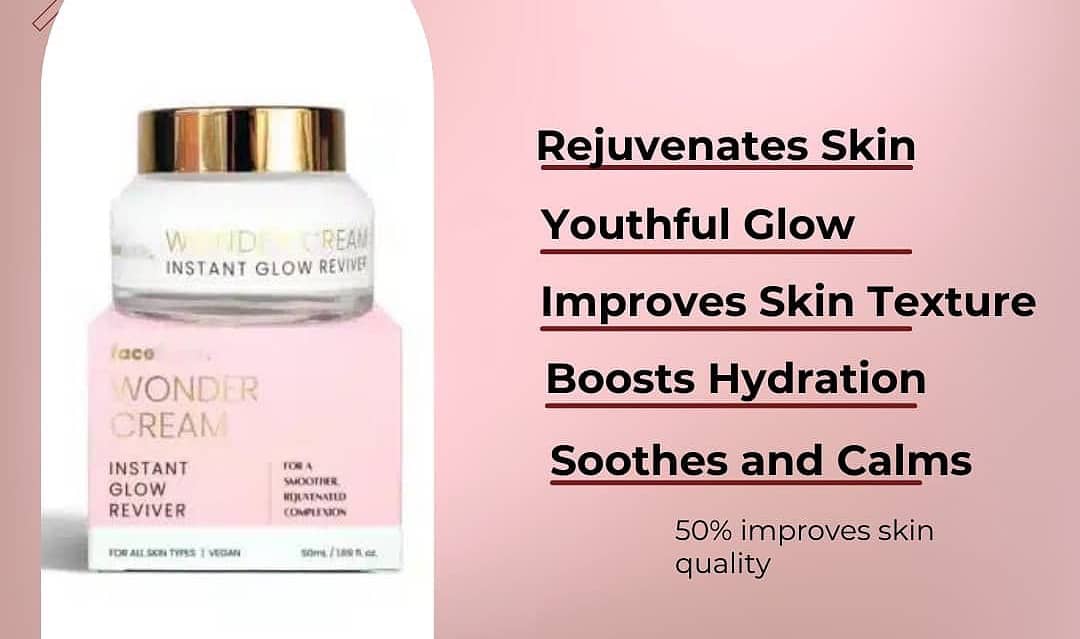 WONDER CREAM
INSTANT GLOW REVIVER
face
WONDER
CREAM
INSTANT
GLOW
REVIVER
FOR A
SMOOTHER,
REJUVENATED
COMPLEXION
FOR ALL SKIN TYPES | VEGAN
50mL / 1.69 fl. oz.
Rejuvenates Skin
Youthful Glow
Improves Skin Texture
Boosts Hydration
Soothes and Calms
50% improves skin
quality